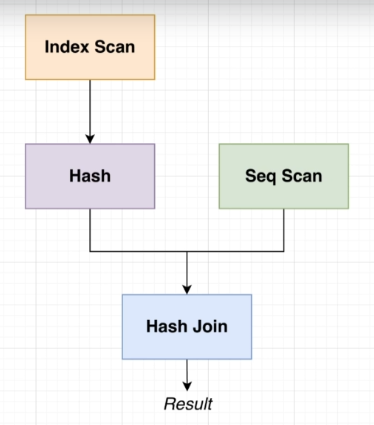 Index Scan
Hash
Seq Scan
Hash Join
Result